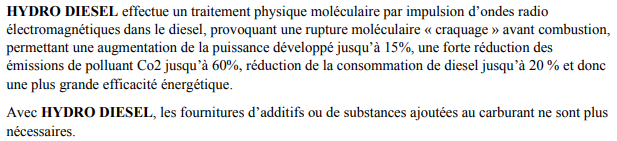 HYDRO DIESEL effectue un traitement physique moléculaire par impulsion d'ondes radio
électromagnétiques dans le diesel, provoquant une rupture moléculaire « craquage » avant combustion,
permettant une augmentation de la puissance développé jusqu'à 15%, une forte réduction des
émissions de polluant Co2 jusqu'à 60%, réduction de la consommation de diesel jusqu'à 20 % et donc
une plus grande efficacité énergétique.
Avec HYDRO DIESEL, les fournitures d'additifs ou de substances ajoutées au carburant ne sont plus
nécessaires.